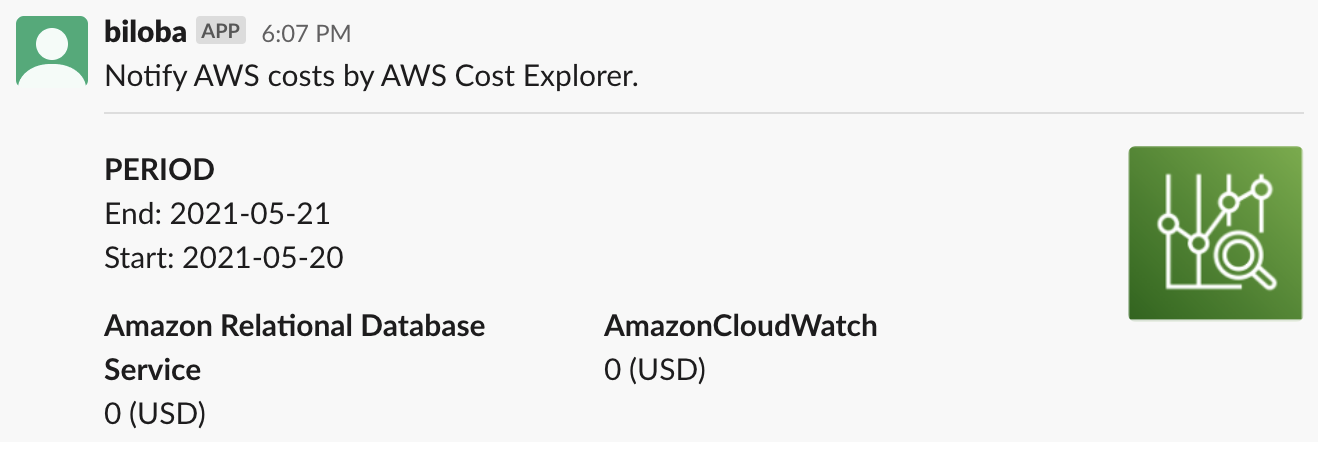 biloba APP 6:07 PM
Notify AWS costs by AWS Cost Explorer.
PERIOD
End: 2021-05-21
Start: 2021-05-20
Amazon Relational Database
Service
0 (USD)
AmazonCloudWatch
0 (USD)